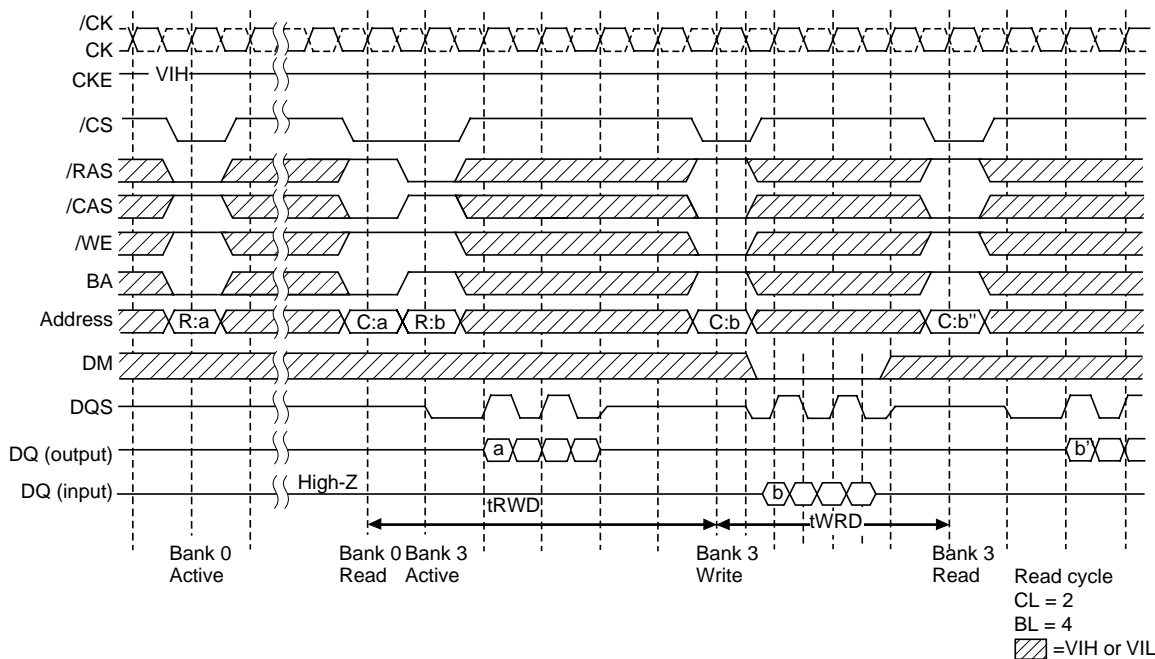 /CK
CK
CKE
VIH
/CS
/RAS
/CAS
/WE
BA
Address
R:a
C:a
R:b
C:b
C:b"
DM
DQS
DQ (output)
a
b'
DQ (input)
High-Z
b
tRWD
tWRD
Bank 0
Active
Bank 0
Read
Bank 3
Active
Bank 3
Write
Bank 3
Read
Read cycle
CL = 2
BL = 4
=VIH or VIL